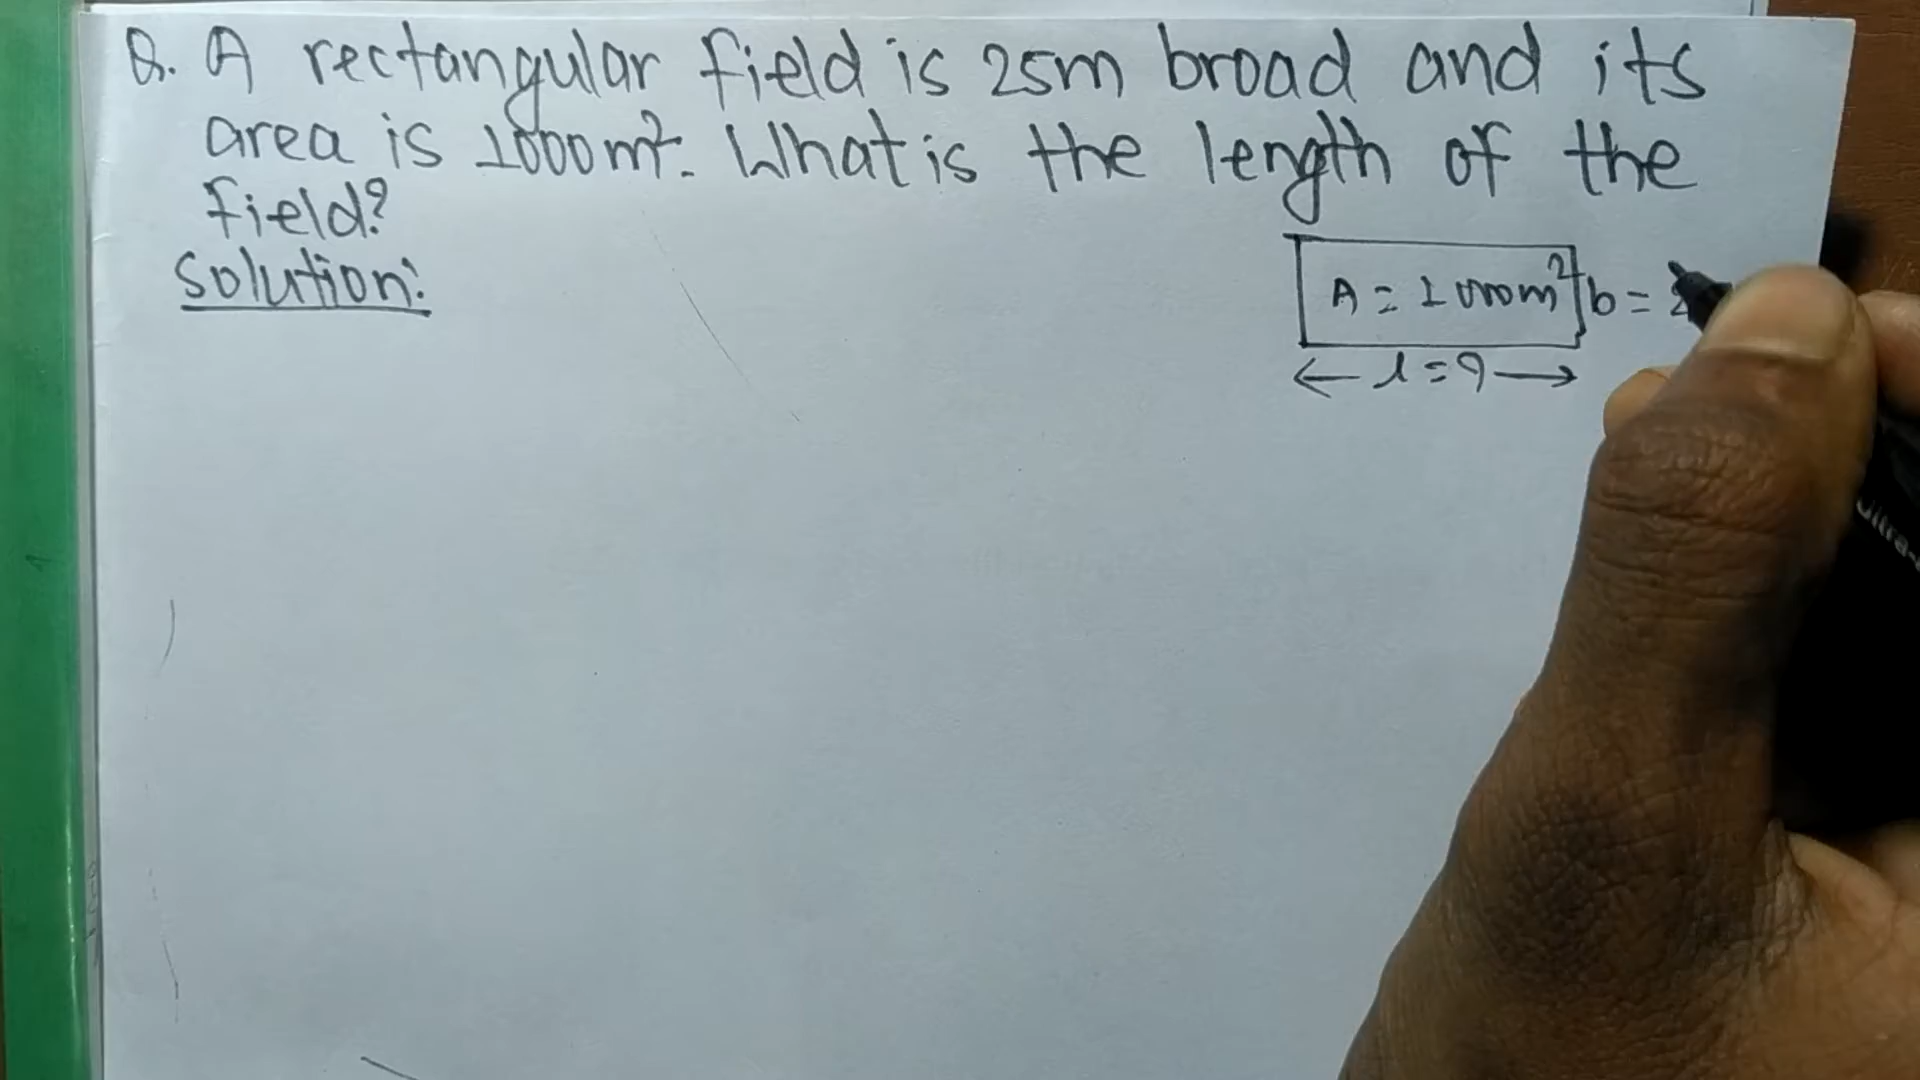 Q. A rectangular field is 25m broad and its
area is 1000m². What is the length of the
field?
Solution:
A = 1000m² b = 2
← l = ? →